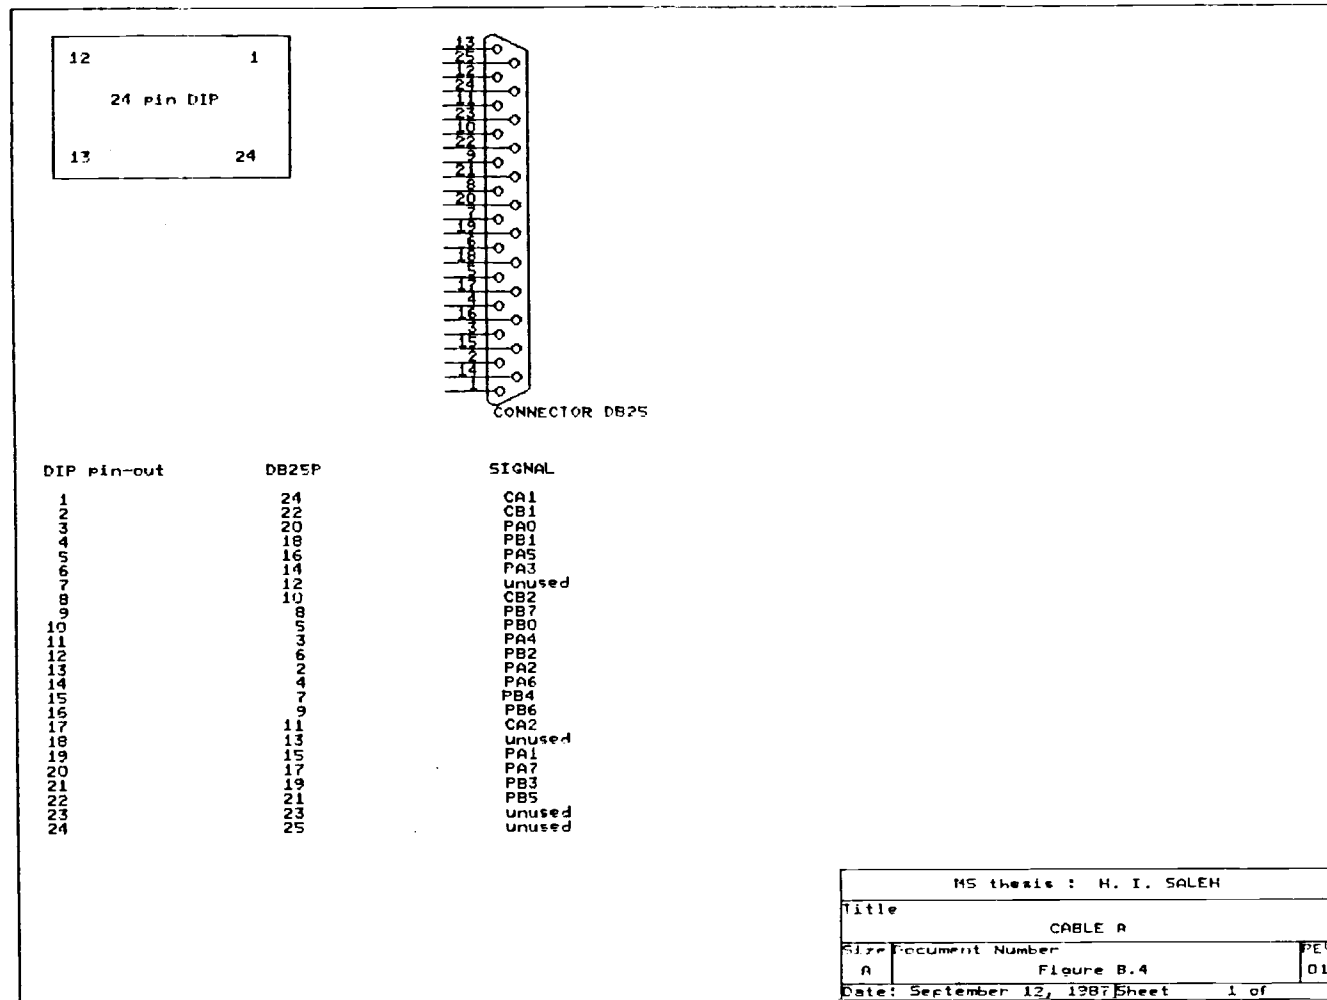 12 1
24 pin DIP
13 24
13
25
12
24
11
23
10
22
9
21
8
20
7
19
6
18
5
17
4
16
3
15
2
14
1
CONNECTOR DB25
DIP pin-out DB25P SIGNAL
1 24 CA1
2 22 CB1
3 20 PA0
4 18 PB1
5 16 PA5
6 14 PA3
7 12 unused
8 10 CB2
9 8 PB7
10 5 PB0
11 3 PA4
12 6 PB2
13 2 PA2
14 4 PA6
15 7 PB4
16 9 PB6
17 11 CA2
18 13 unused
19 15 PA1
20 17 PA7
21 19 PB3
22 21 PB5
23 23 unused
24 25 unused
MS thesis : H. I. SALEH
Title
CABLE A
Size Document Number
A Figure B.4 01
Date: September 12, 1987 Sheet 1 of